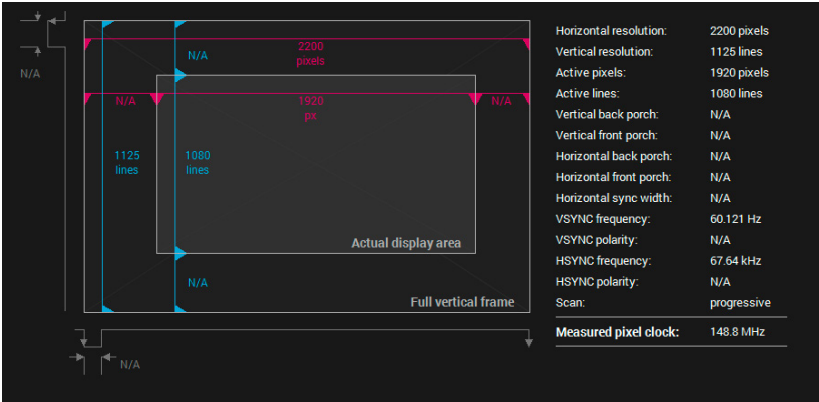 2200
pixels
N/A
N/A
N/A
1920
px
N/A
1125
lines
1080
lines
Actual display area
N/A
Full vertical frame
N/A
Horizontal resolution: 2200 pixels
Vertical resolution: 1125 lines
Active pixels: 1920 pixels
Active lines: 1080 lines
Vertical back porch: N/A
Vertical front porch: N/A
Horizontal back porch: N/A
Horizontal front porch: N/A
Horizontal sync width: N/A
VSYNC frequency: 60.121 Hz
VSYNC polarity: N/A
HSYNC frequency: 67.64 kHz
HSYNC polarity: N/A
Scan: progressive
Measured pixel clock: 148.8 MHz